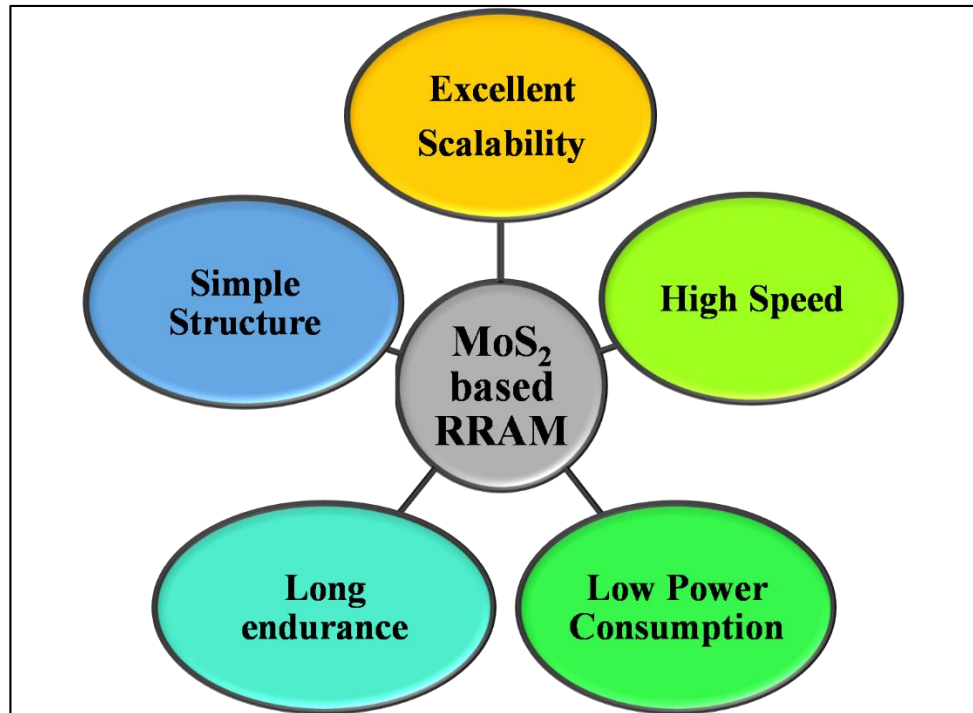 Excellent
Scalability
Simple
Structure
High Speed
MoS₂
based
RRAM
Long
endurance
Low Power
Consumption